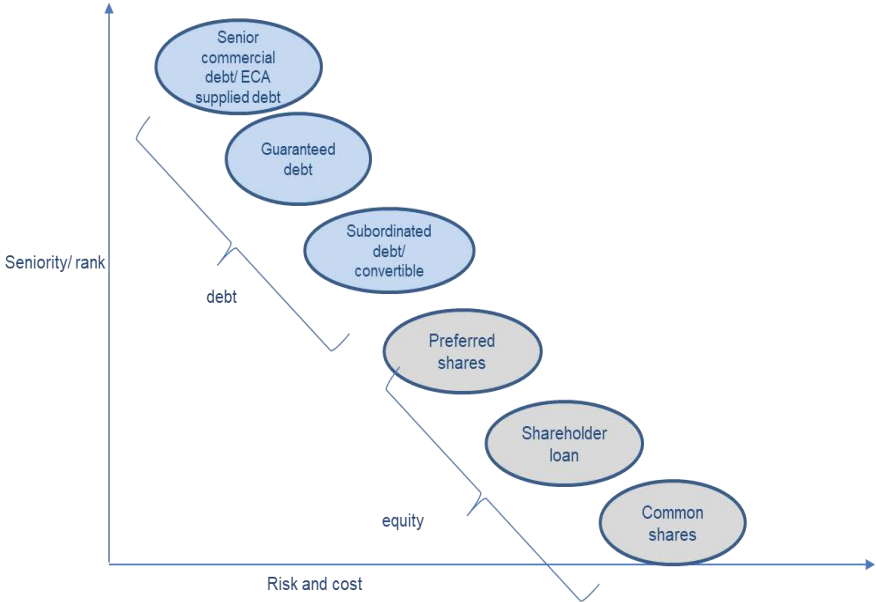 Senior
commercial
debt/ ECA
supplied debt
Guaranteed
debt
Subordinated
debt/
convertible
Seniority/ rank
debt
Preferred
shares
Shareholder
loan
equity
Common
shares
Risk and cost